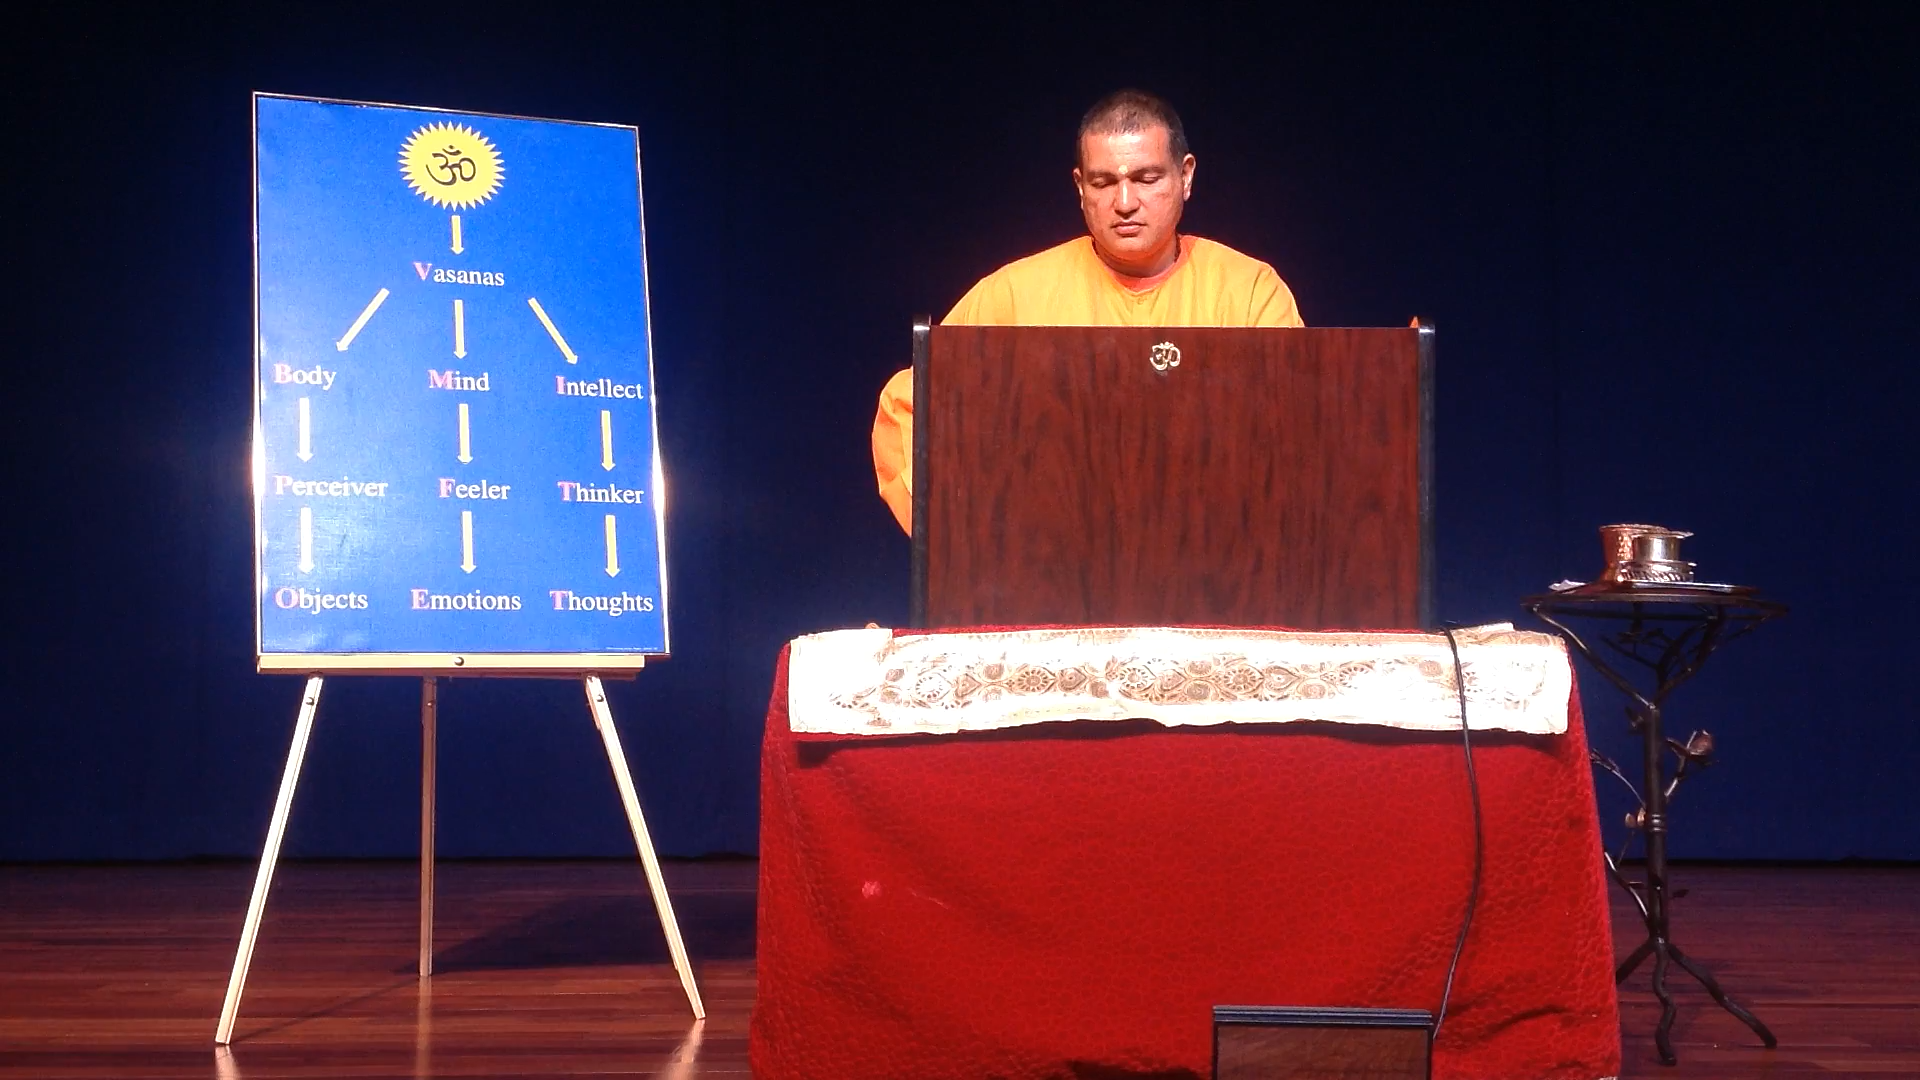 ॐ
Vasanas
Body Mind Intellect
Perceiver Feeler Thinker
Objects Emotions Thoughts
ॐ